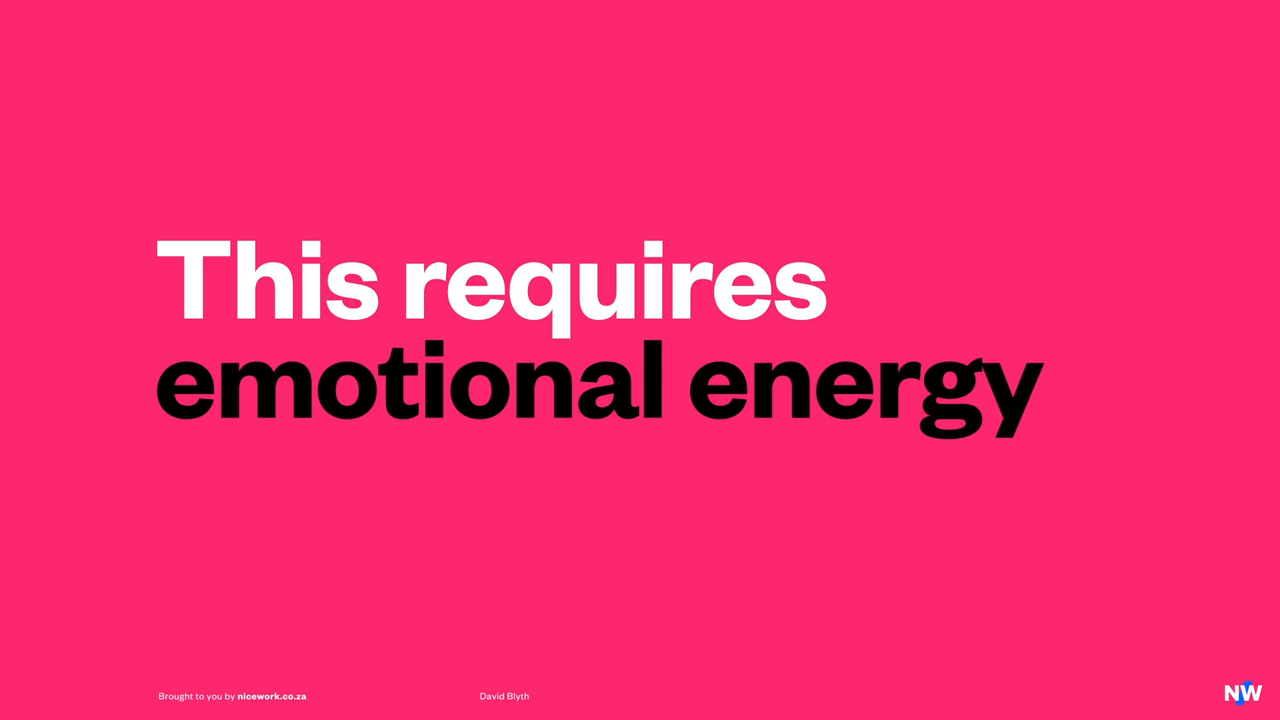 This requires
emotional energy
Brought to you by nicework.co.za
David Blyth
NW